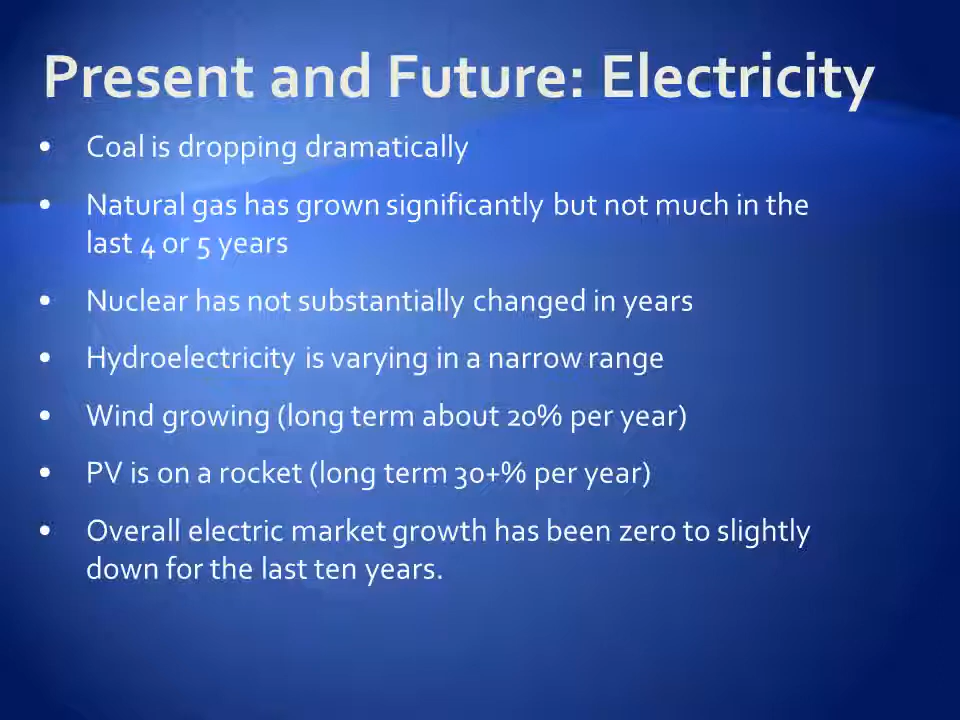 Present and Future: Electricity
• Coal is dropping dramatically
• Natural gas has grown significantly but not much in the
last 4 or 5 years
• Nuclear has not substantially changed in years
• Hydroelectricity is varying in a narrow range
• Wind growing (long term about 20% per year)
• PV is on a rocket (long term 30+% per year)
• Overall electric market growth has been zero to slightly
down for the last ten years.